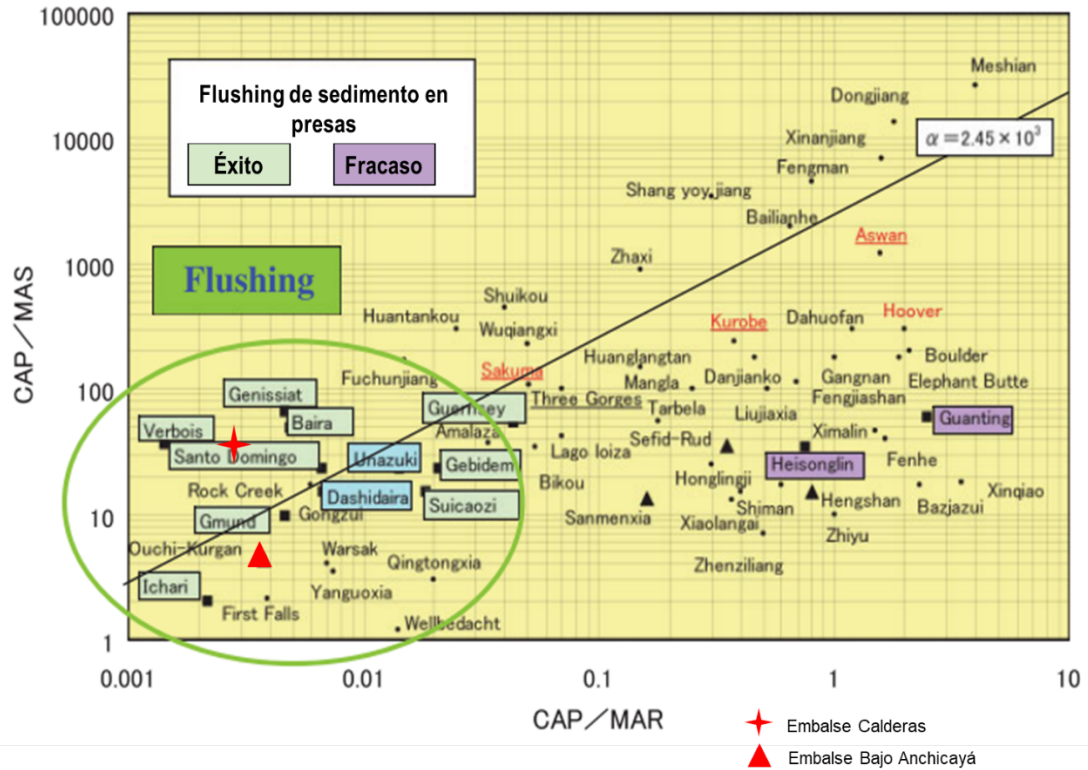 100000
10000
1000
100
10
1
CAP/MAS
Flushing de sedimento en
presas
Éxito
Fracaso
Flushing
Meshian
Dongjiang
α=2.45×10³
Xinanjiang
Fengman
Shang yoy jiang
Bailianhe
Aswan
Zhaxi
Shuikou
Huantankou
Wuqiangxi
Kurobe
Dahuofan
Hoover
Huanglangtan
Boulder
Fuchunjiang
Sakuma
Mangla
Danjianko
Gangnan
Elephant Butte
Genissiat
Guernsey
Three Gorges
Fengjiashan
Baira
Tarbela
Liujiaxia
Guanting
Verbois
Amalaza
Sefid-Rud
Ximalin
Santo Domingo
Unazuki
Gebidem
Lago loiza
Heisonglin
Fenhe
Rock Creek
Dashidaira
Bikou
Honglingji
Suicaozi
Shiman
Hengshan
Bazjazui
Xinqiao
Gmund
Gongzui
Sanmenxia
Xiaolangai
Zhiyu
Ouchi-Kurgan
Warsak
Qingtongxia
Zhenziliang
Ichari
Yanguoxia
First Falls
Wellbedacht
0.001
0.01
0.1
1
10
CAP/MAR
Embalse Calderas
Embalse Bajo Anchicayá